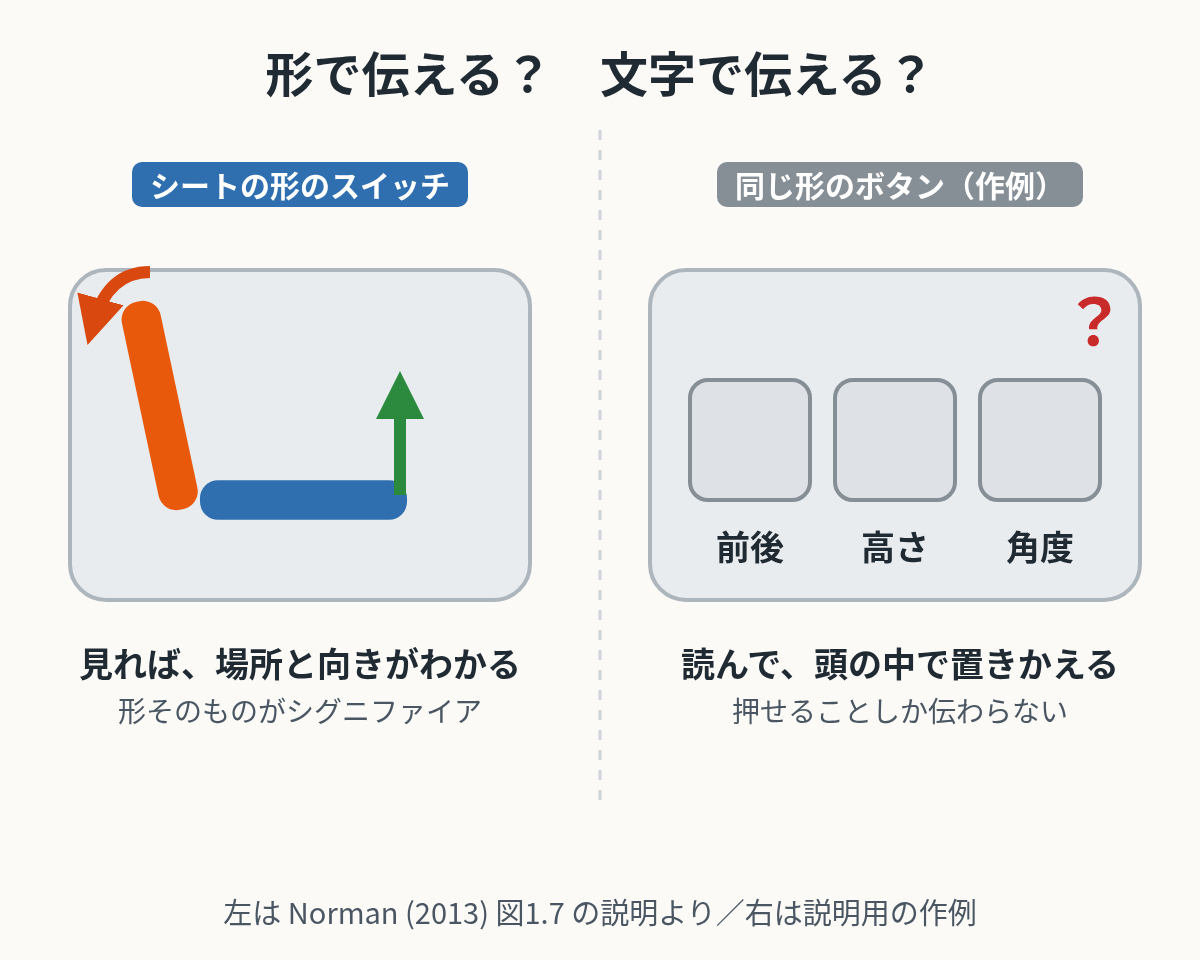 形で伝える？　文字で伝える？
シートの形のスイッチ
見れば、場所と向きがわかる
形そのものがシグニファイア
同じ形のボタン（作例）
？
前後　高さ　角度
読んで、頭の中で置きかえる
押せることしか伝わらない
左は Norman (2013) 図1.7 の説明より／右は説明用の作例